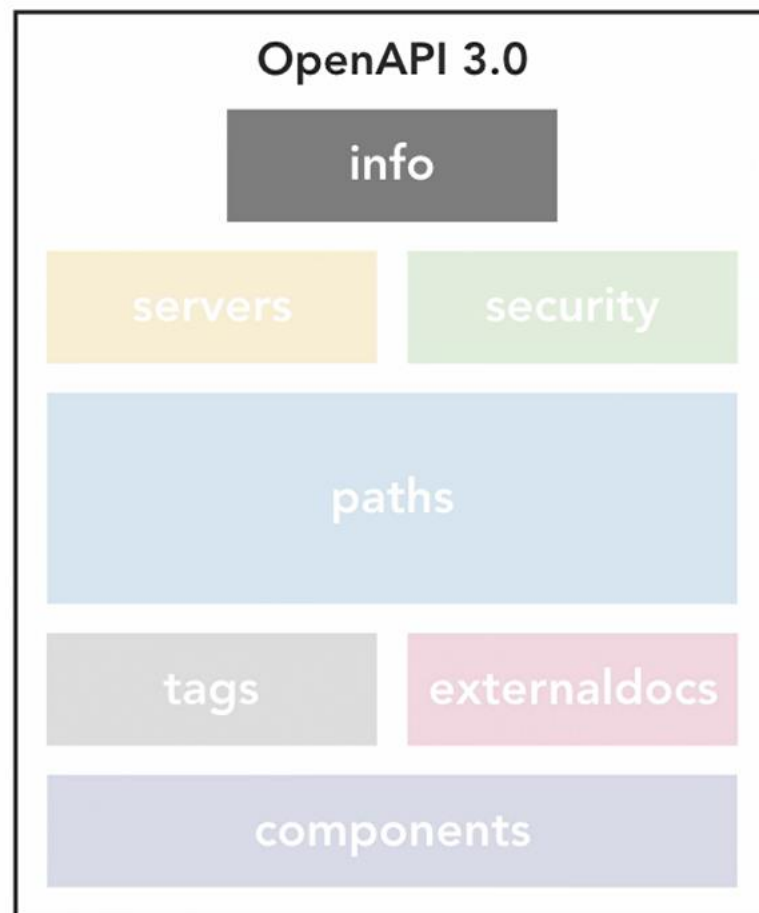 OpenAPI 3.0
info
servers
security
paths
tags
externaldocs
components